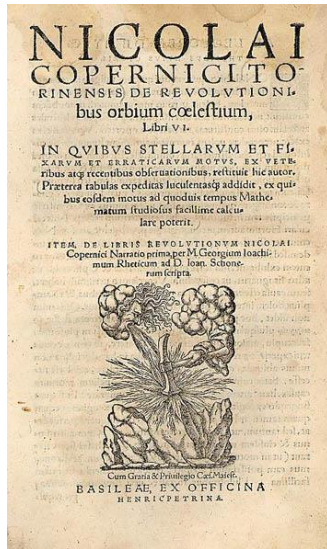 NICOLAI
COPERNICI TO-
RINENSIS DE REVOLVTIONI-
bus orbium cœlestium,
Libri VI.
IN QVIBVS STELLARVM ET FI-
XARVM ET ERRATICARVM MOTVS, EX VETE-
ribus atq; recentibus obseruationibus, restituit hic autor.
Præterea tabulas expeditas luculentasq; addidit, ex qui-
bus eosdem motus ad quoduis tempus Mathe-
matum studiosus facillime calcu-
lare poterit.
ITEM, DE LIBRIS REVOLVTIONVM NICOLAI
Copernici Narratio prima, per M. Georgium Ioachi-
mum Rheticum ad D. Ioan. Schone-
rum scripta.
Cum Gratia & Priuilegio Cæs. Maiest.
BASILEAE, EX OFFICINA
HENRICPETRINA.